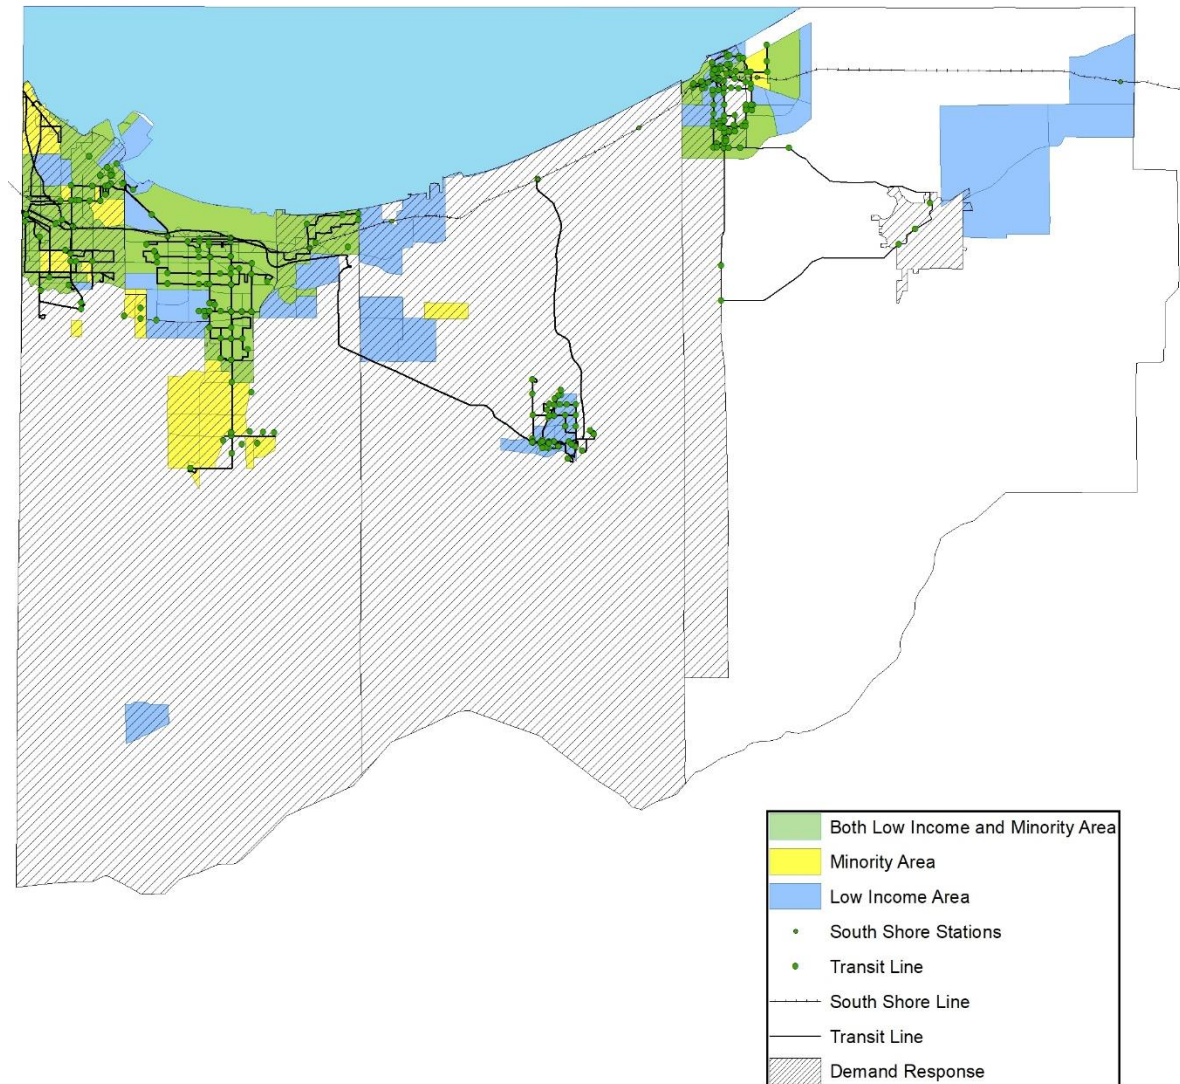 Both Low Income and Minority Area
Minority Area
Low Income Area
South Shore Stations
Transit Line
South Shore Line
Transit Line
Demand Response